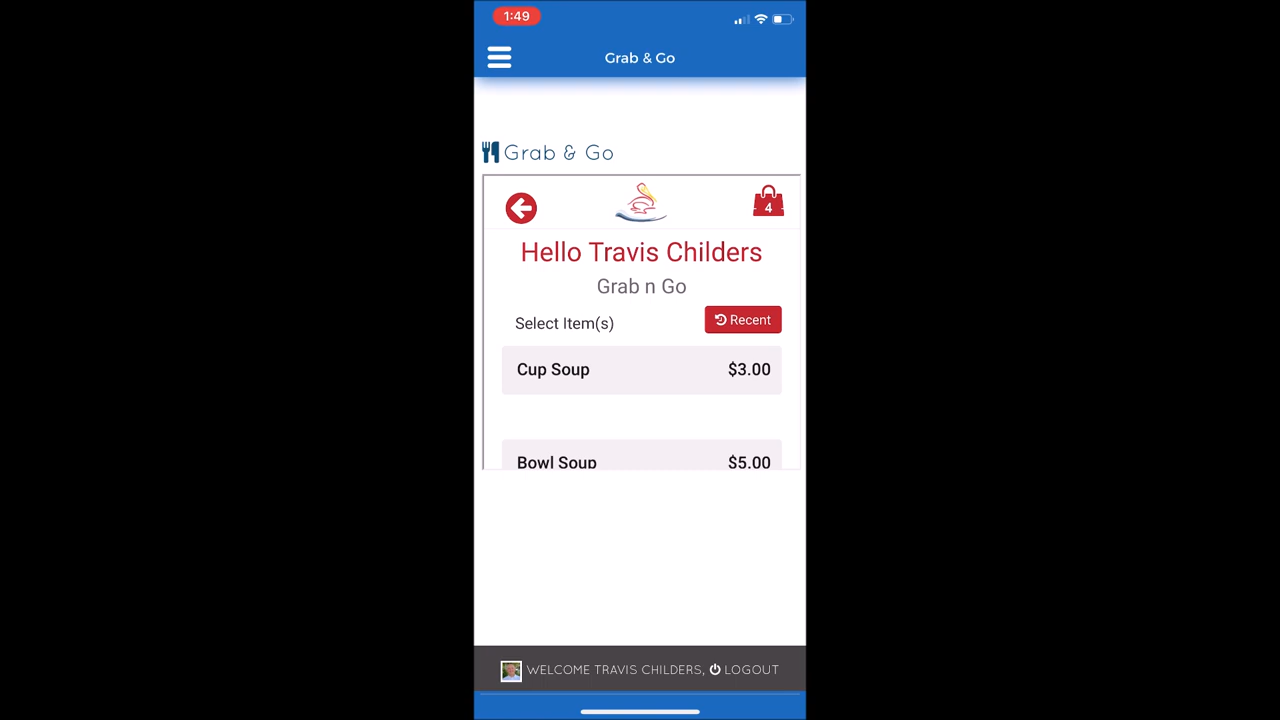 1:49
Grab & Go
Grab & Go
4
Hello Travis Childers
Grab n Go
Select Item(s)
Recent
Cup Soup $3.00
Bowl Soup $5.00
WELCOME TRAVIS CHILDERS, LOGOUT